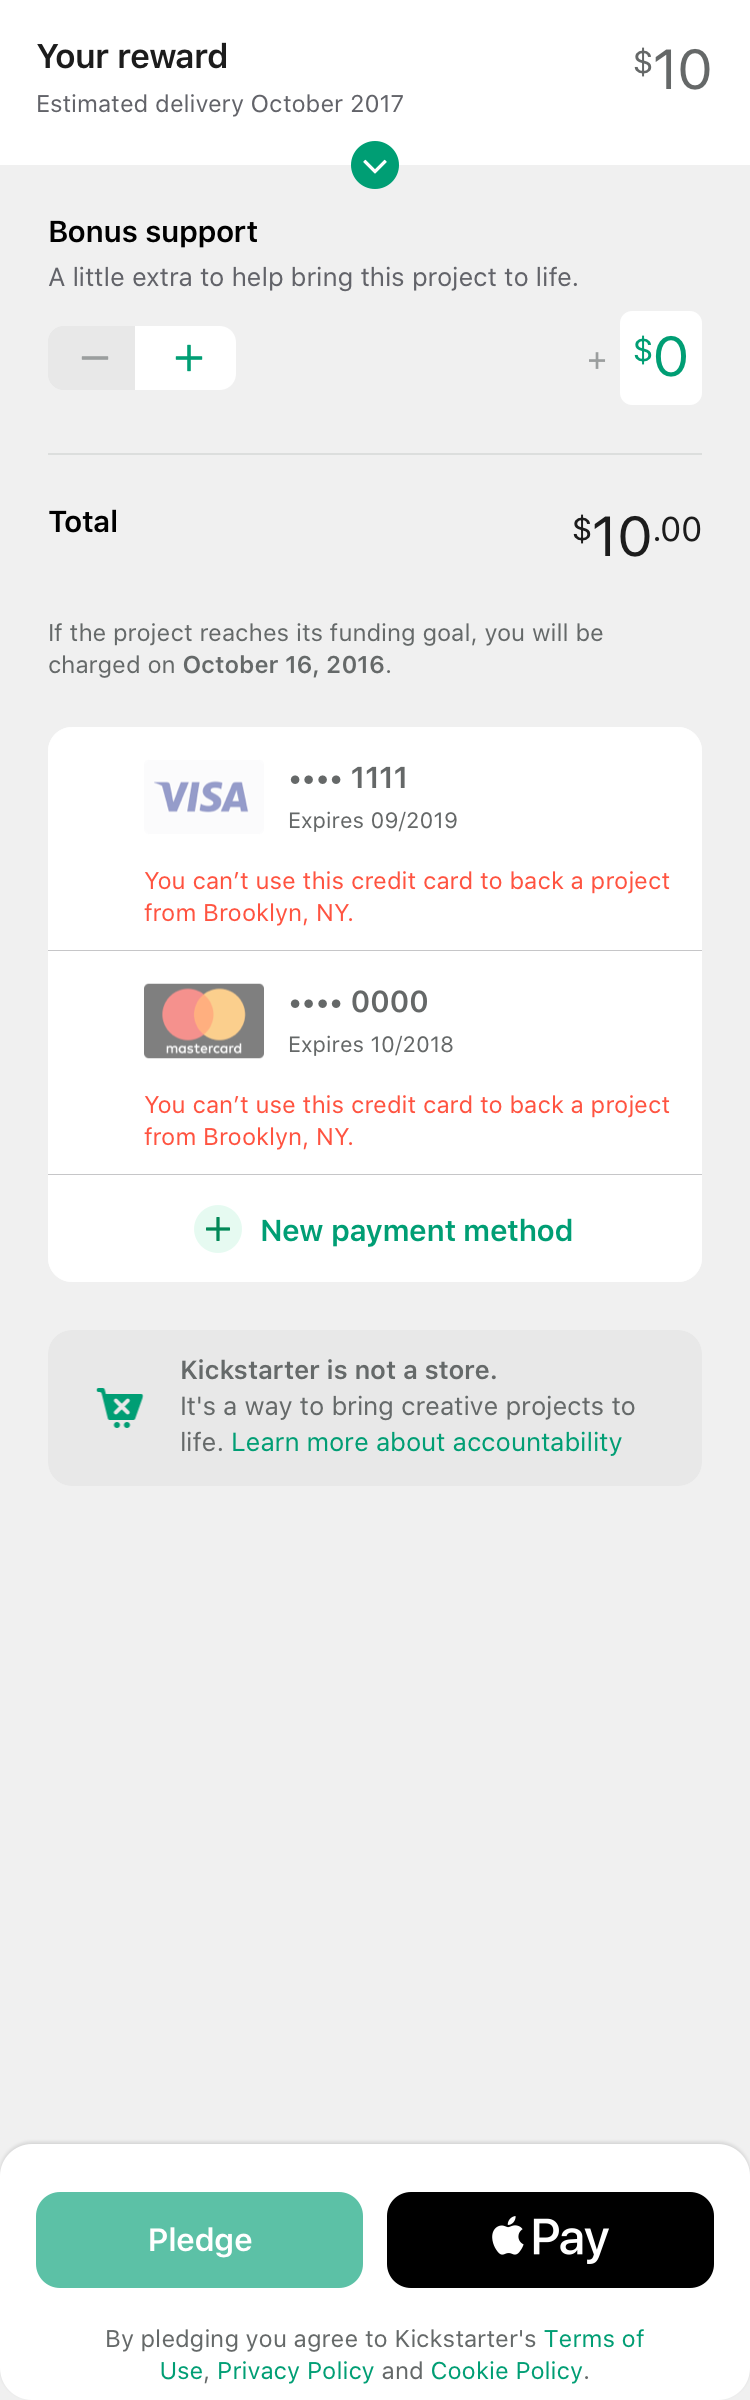 Your reward
$10
Estimated delivery October 2017
Bonus support
A little extra to help bring this project to life.
− +
+ $0
Total
$10.00
If the project reaches its funding goal, you will be
charged on October 16, 2016.
VISA
•••• 1111
Expires 09/2019
You can’t use this credit card to back a project
from Brooklyn, NY.
mastercard
•••• 0000
Expires 10/2018
You can’t use this credit card to back a project
from Brooklyn, NY.
+ New payment method
Kickstarter is not a store.
It's a way to bring creative projects to
life. Learn more about accountability
Pledge
Pay
By pledging you agree to Kickstarter's Terms of
Use, Privacy Policy and Cookie Policy.